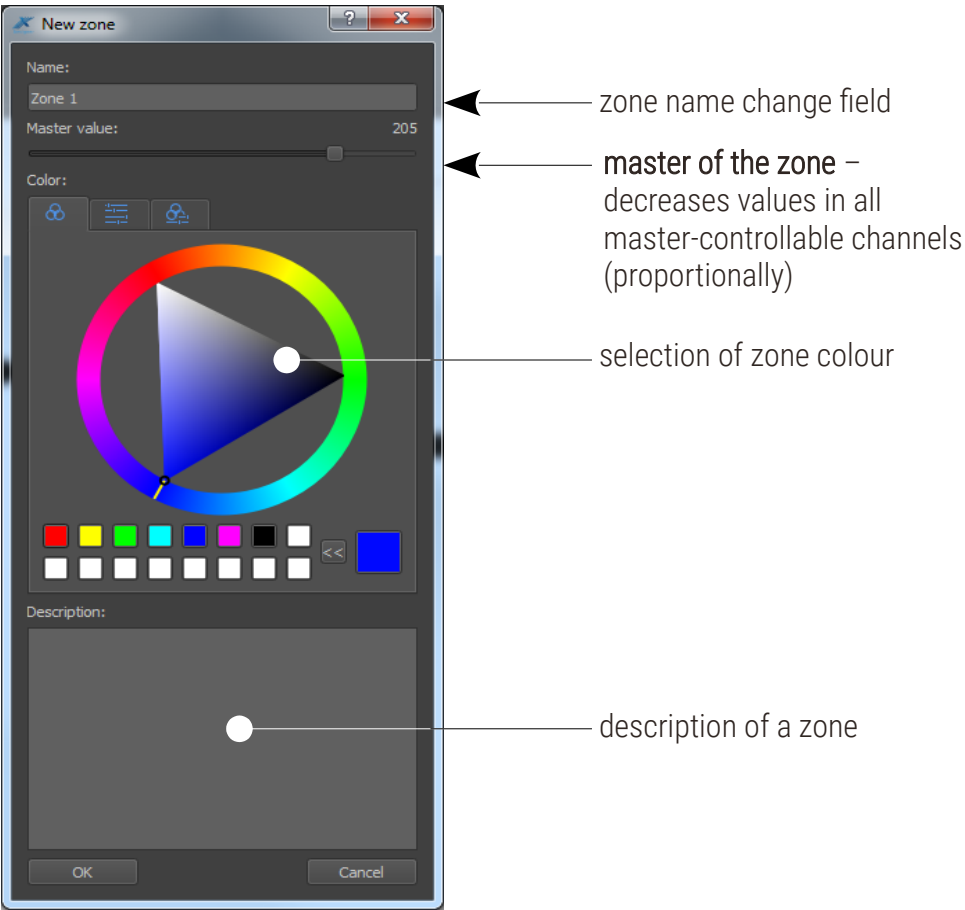 New zone
?
X
Name:
Zone 1
Master value:
205
Color:
<<
Description:
OK
Cancel
zone name change field
master of the zone –
decreases values in all
master-controllable channels
(proportionally)
selection of zone colour
description of a zone